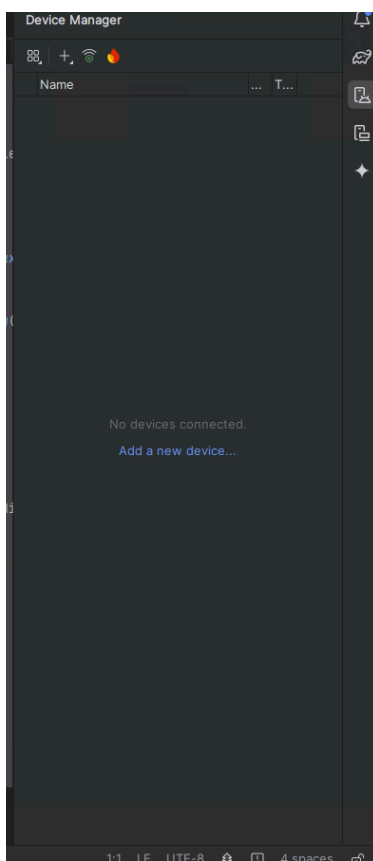 Device Manager
Name ... T...
No devices connected.
Add a new device...
1:1 LF UTF-8 4 spaces